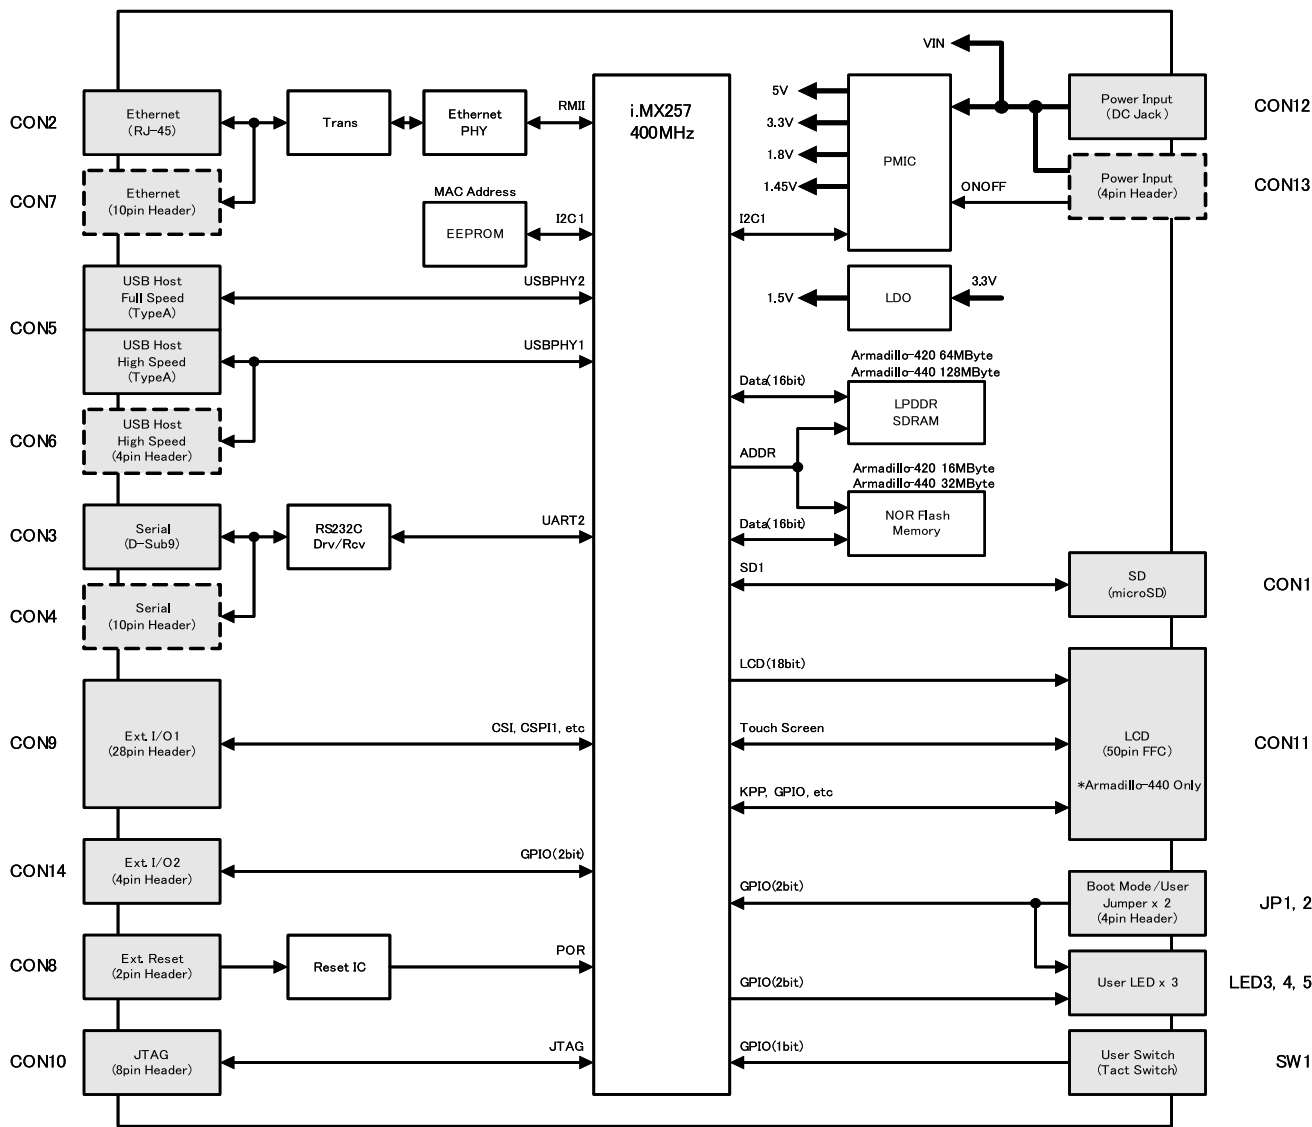 CON2
Ethernet
(RJ-45)
Trans
Ethernet
PHY
RMII
CON7
Ethernet
(10pin Header)
MAC Address
EEPROM
I2C1
CON5
USB Host
Full Speed
(TypeA)
USBPHY2
USB Host
High Speed
(TypeA)
USBPHY1
CON6
USB Host
High Speed
(4pin Header)
CON3
Serial
(D-Sub9)
RS232C
Drv/Rcv
UART2
CON4
Serial
(10pin Header)
CON9
Ext. I/O1
(28pin Header)
CSI, CSPI1, etc
CON14
Ext. I/O2
(4pin Header)
GPIO(2bit)
CON8
Ext. Reset
(2pin Header)
Reset IC
POR
CON10
JTAG
(8pin Header)
JTAG
i.MX257
400MHz
VIN
5V
3.3V
1.8V
1.45V
PMIC
Power Input
(DC Jack)
CON12
Power Input
(4pin Header)
CON13
ONOFF
I2C1
1.5V
LDO
3.3V
Armadillo-420 64MByte
Armadillo-440 128MByte
Data(16bit)
LPDDR
SDRAM
ADDR
Armadillo-420 16MByte
Armadillo-440 32MByte
NOR Flash
Memory
Data(16bit)
SD1
SD
(microSD)
CON1
LCD(18bit)
Touch Screen
KPP, GPIO, etc
LCD
(50pin FFC)
*Armadillo-440 Only
CON11
GPIO(2bit)
Boot Mode/User
Jumper x 2
(4pin Header)
JP1, 2
GPIO(2bit)
User LED x 3
LED3, 4, 5
GPIO(1bit)
User Switch
(Tact Switch)
SW1